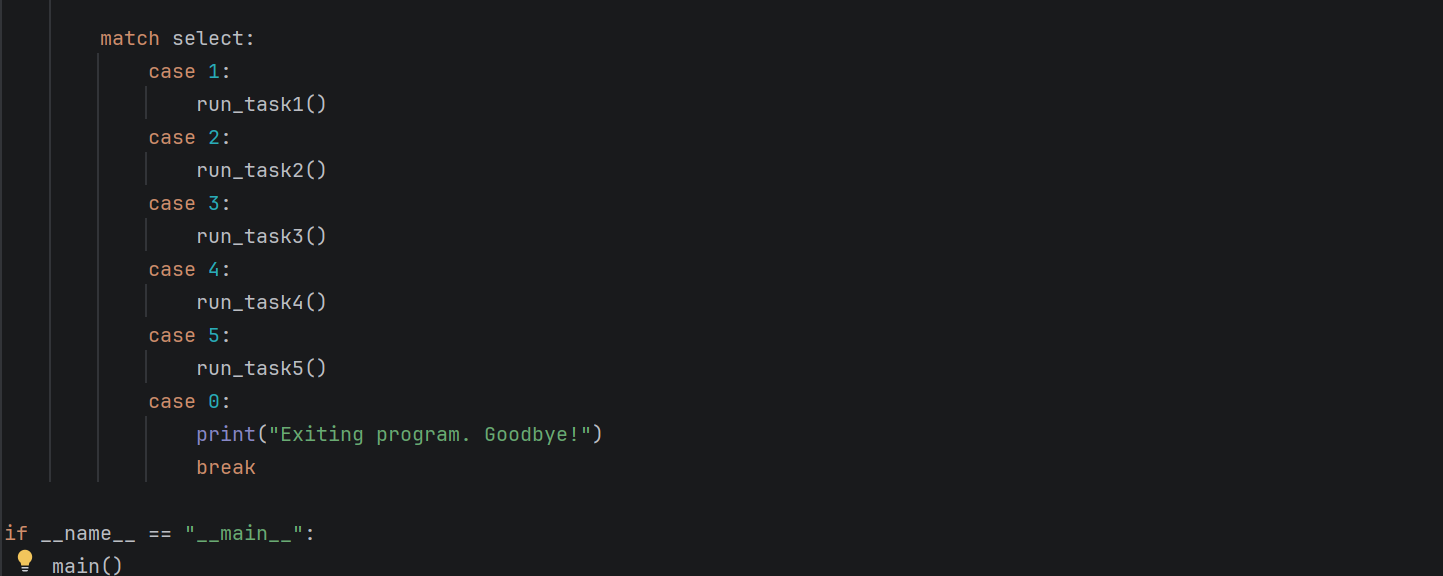 match select:
case 1:
run_task1()
case 2:
run_task2()
case 3:
run_task3()
case 4:
run_task4()
case 5:
run_task5()
case 0:
print("Exiting program. Goodbye!")
break
if __name__ == "__main__":
main()